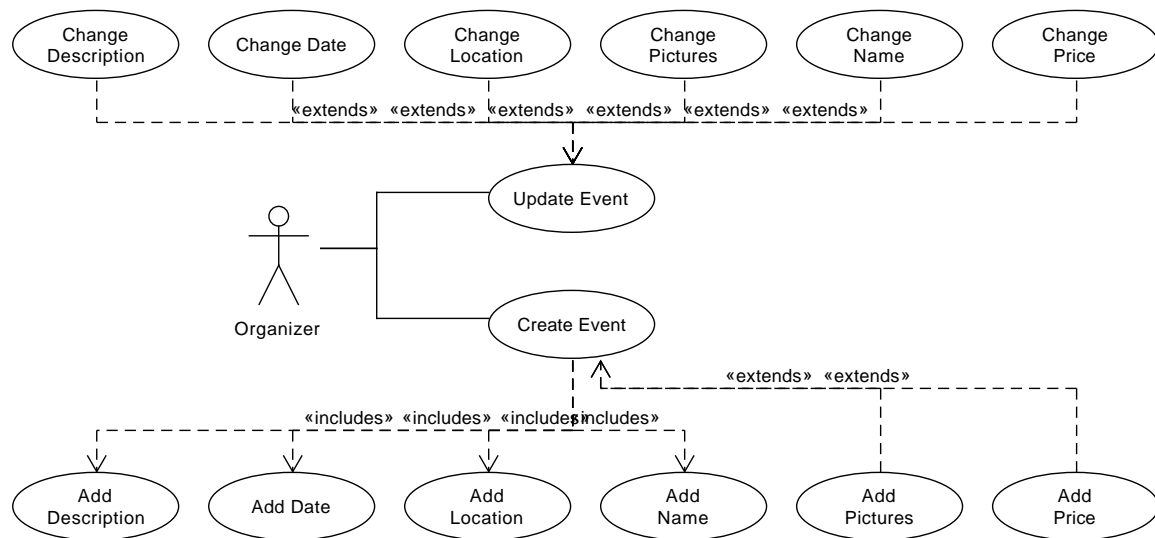 Change
Description
Change Date
Change
Location
Change
Pictures
Change
Name
Change
Price
«extends» «extends» «extends» «extends» «extends» «extends»
Update Event
Organizer
Create Event
«extends» «extends»
«includes» «includes» «includes» «includes»
Add
Description
Add Date
Add
Location
Add
Name
Add
Pictures
Add
Price